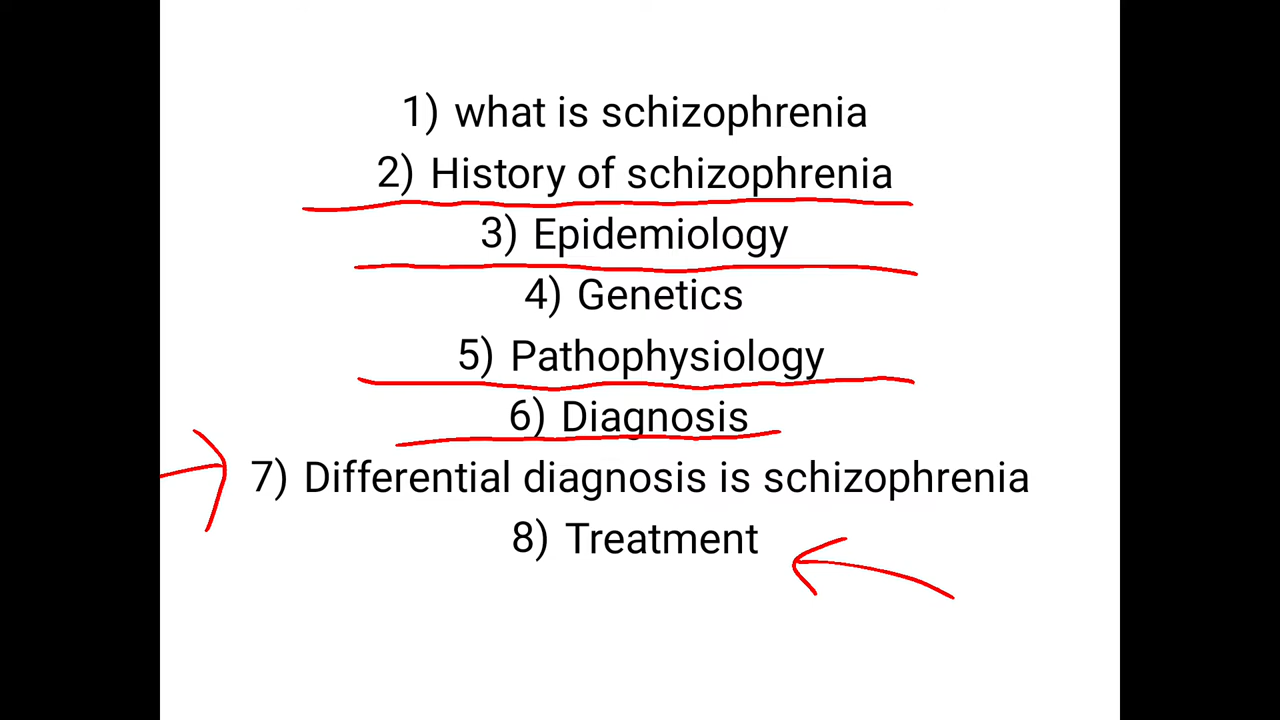 1) what is schizophrenia
2) History of schizophrenia
3) Epidemiology
4) Genetics
5) Pathophysiology
6) Diagnosis
7) Differential diagnosis is schizophrenia
8) Treatment